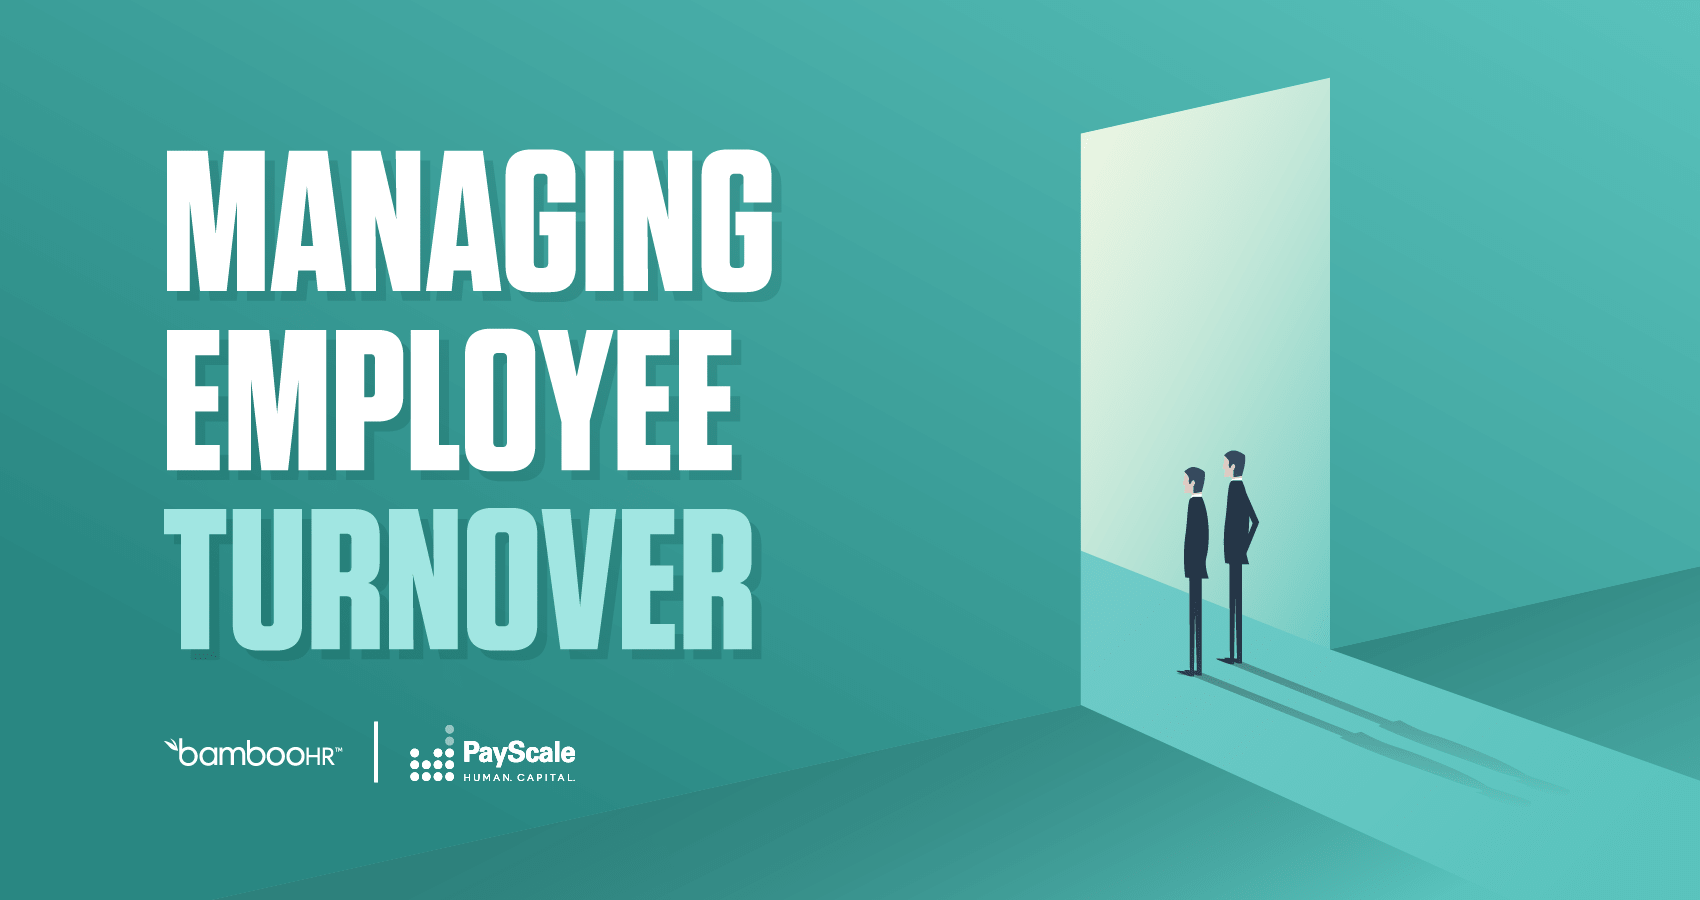 MANAGING
EMPLOYEE
TURNOVER
bambooHR™
PayScale
HUMAN. CAPITAL.